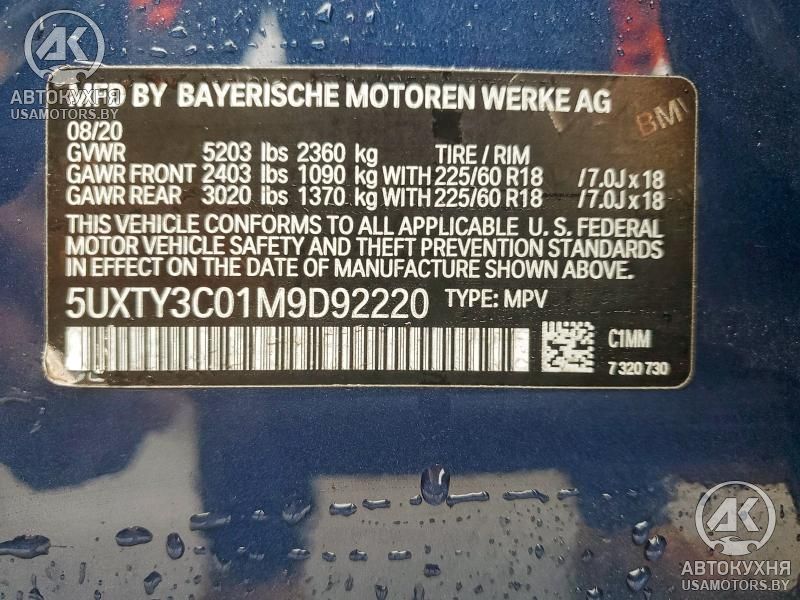 AK
АВТОКУХНЯ
USAMOTORS.BY
MFD BY BAYERISCHE MOTOREN WERKE AG
BMW
08/20
GVWR 5203 lbs 2360 kg TIRE / RIM
GAWR FRONT 2403 lbs 1090 kg WITH 225/60 R18 /7.0J x 18
GAWR REAR 3020 lbs 1370 kg WITH 225/60 R18 /7.0J x 18
THIS VEHICLE CONFORMS TO ALL APPLICABLE U. S. FEDERAL
MOTOR VEHICLE SAFETY AND THEFT PREVENTION STANDARDS
IN EFFECT ON THE DATE OF MANUFACTURE SHOWN ABOVE.
5UXTY3C01M9D92220 TYPE: MPV
C1MM
7 320 730
AK
АВТОКУХНЯ
USAMOTORS.BY